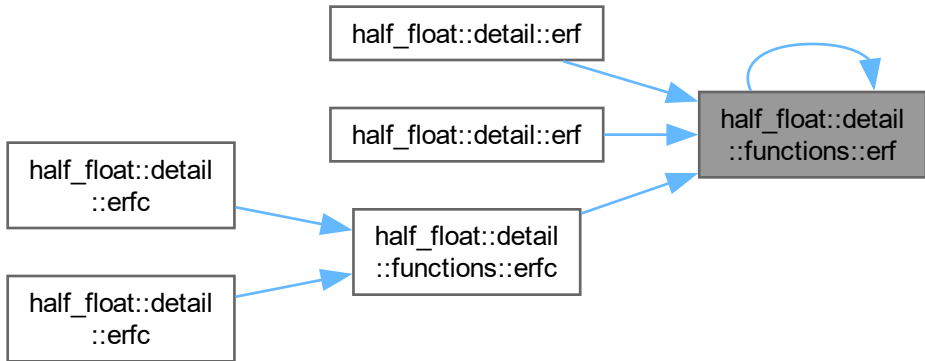 half_float::detail::erf
half_float::detail
::functions::erf
half_float::detail::erf
half_float::detail
::erfc
half_float::detail
::functions::erfc
half_float::detail
::erfc